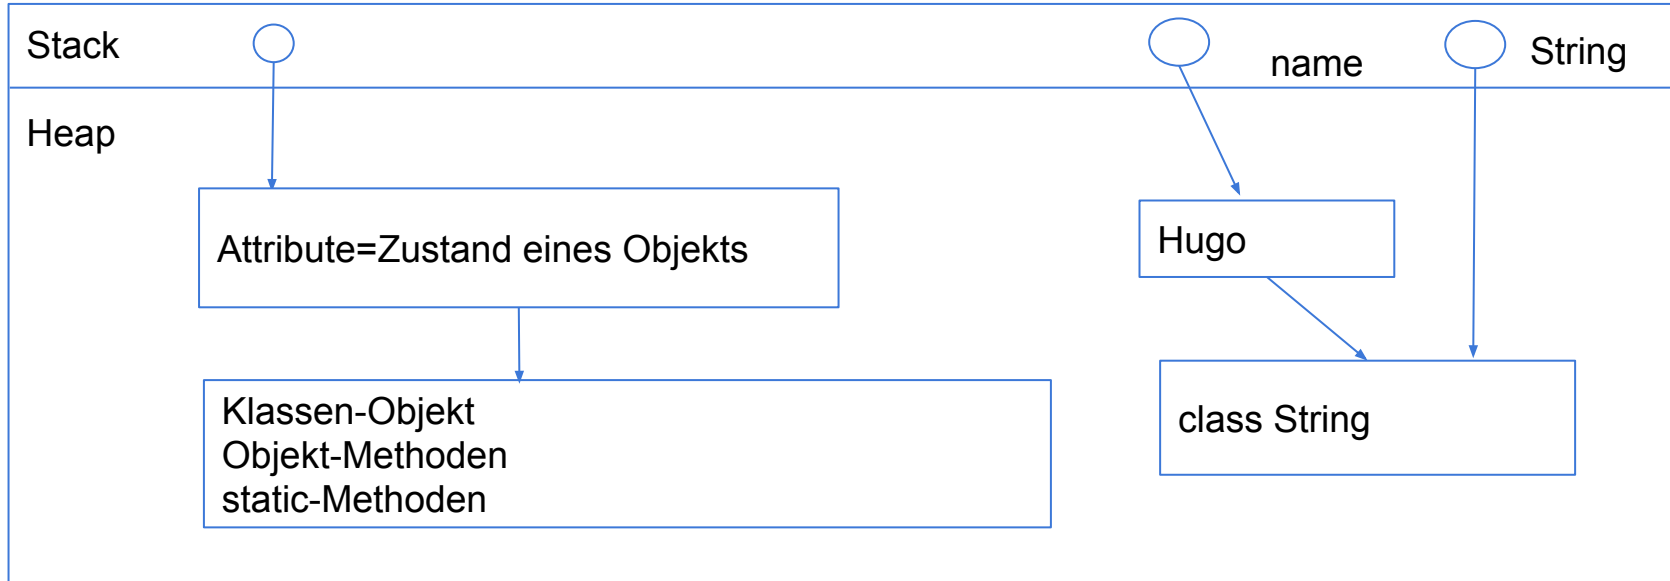 Stack
name
String
Heap
Attribute=Zustand eines Objekts
Hugo
Klassen-Objekt
Objekt-Methoden
static-Methoden
class String